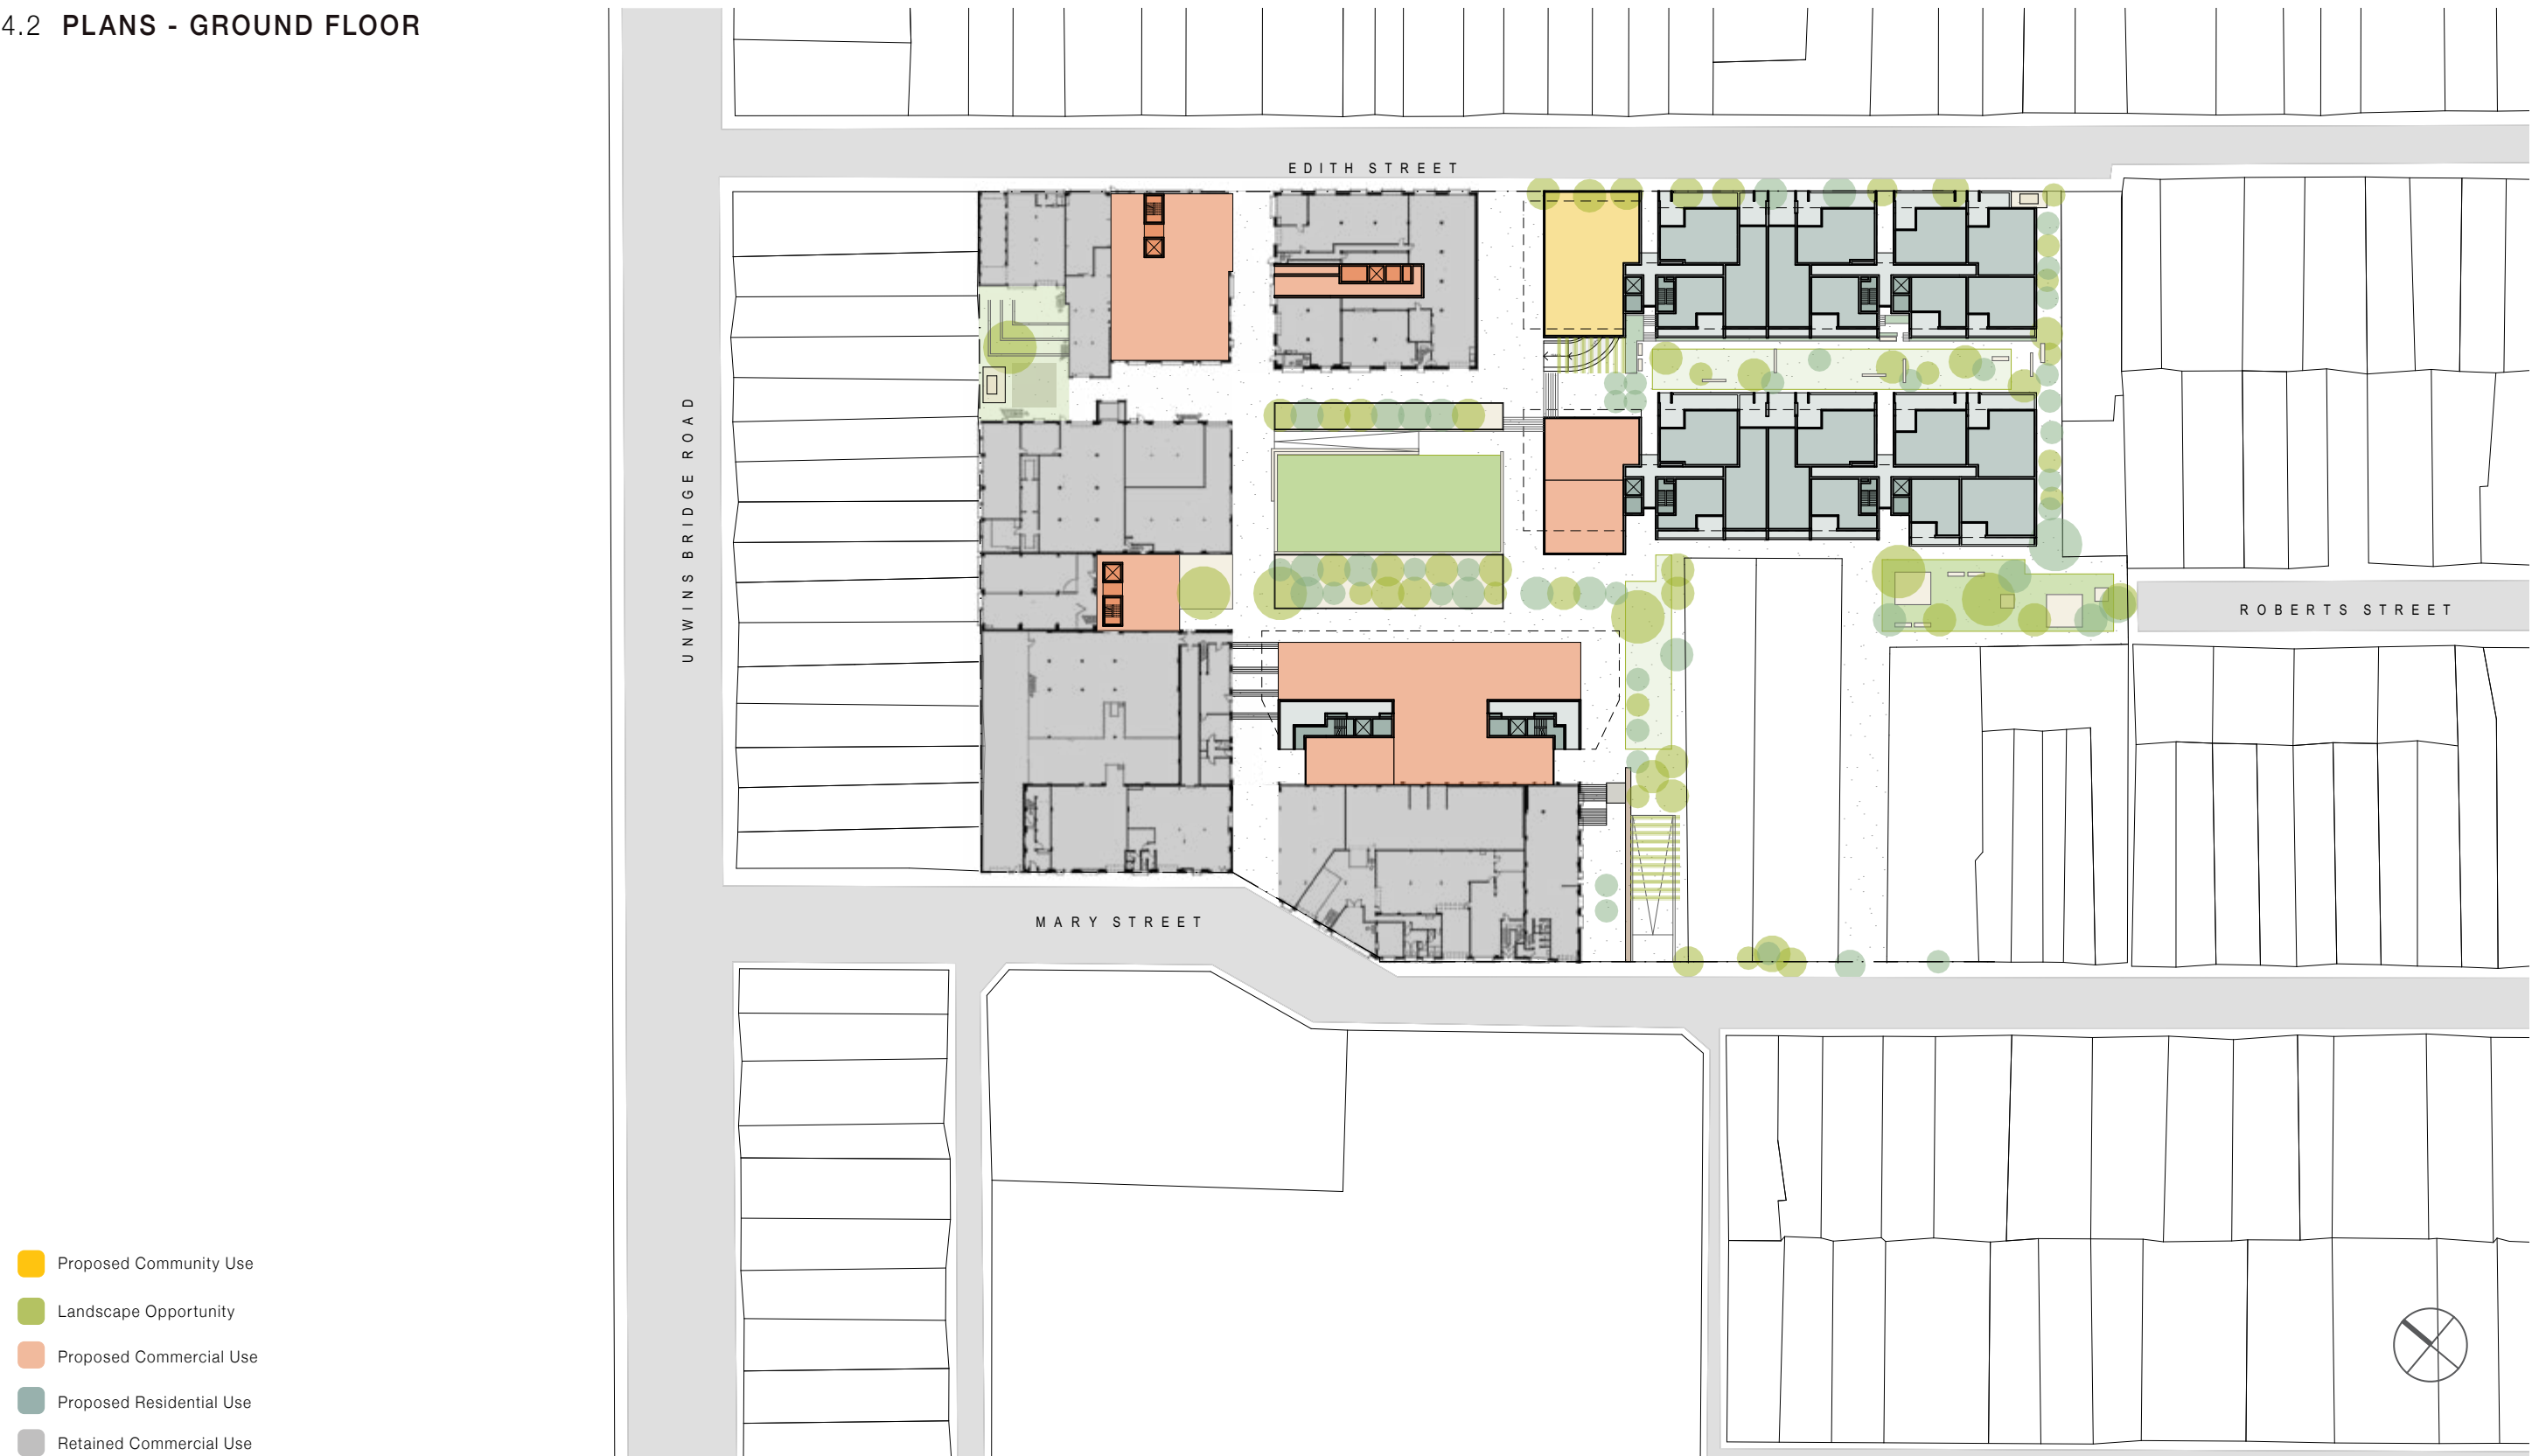 4.2 PLANS - GROUND FLOOR
EDITH STREET
UNWINS BRIDGE ROAD
ROBERTS STREET
MARY STREET
Proposed Community Use
Landscape Opportunity
Proposed Commercial Use
Proposed Residential Use
Retained Commercial Use